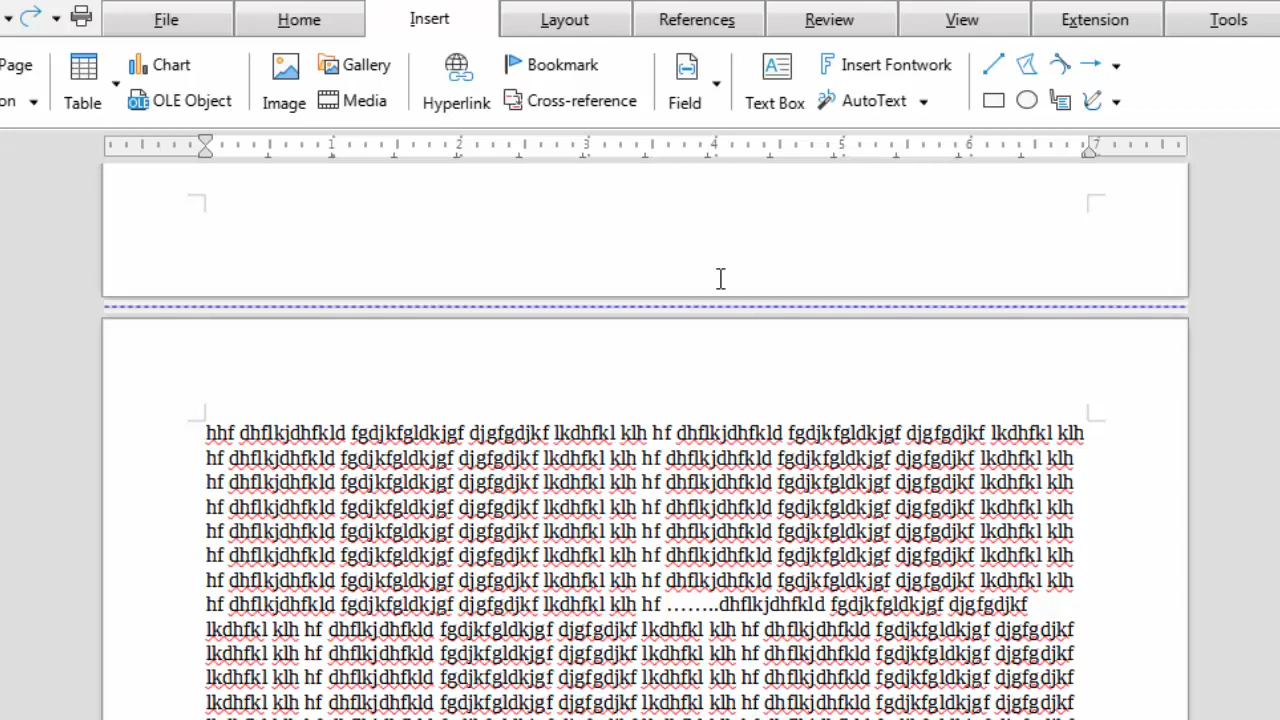 File Home Insert Layout References Review View Extension Tools
Page Chart Gallery Bookmark Insert Fontwork
on Table OLE Object Image Media Hyperlink Cross-reference Field Text Box AutoText
1 2 3 4 5 6 7
hhf dhflkjdhfkld fgdjkfgldkjgf djgfgdjkf lkdhfkl klh hf dhflkjdhfkld fgdjkfgldkjgf djgfgdjkf lkdhfkl klh
hf dhflkjdhfkld fgdjkfgldkjgf djgfgdjkf lkdhfkl klh hf dhflkjdhfkld fgdjkfgldkjgf djgfgdjkf lkdhfkl klh
hf dhflkjdhfkld fgdjkfgldkjgf djgfgdjkf lkdhfkl klh hf dhflkjdhfkld fgdjkfgldkjgf djgfgdjkf lkdhfkl klh
hf dhflkjdhfkld fgdjkfgldkjgf djgfgdjkf lkdhfkl klh hf dhflkjdhfkld fgdjkfgldkjgf djgfgdjkf lkdhfkl klh
hf dhflkjdhfkld fgdjkfgldkjgf djgfgdjkf lkdhfkl klh hf dhflkjdhfkld fgdjkfgldkjgf djgfgdjkf lkdhfkl klh
hf dhflkjdhfkld fgdjkfgldkjgf djgfgdjkf lkdhfkl klh hf dhflkjdhfkld fgdjkfgldkjgf djgfgdjkf lkdhfkl klh
hf dhflkjdhfkld fgdjkfgldkjgf djgfgdjkf lkdhfkl klh hf dhflkjdhfkld fgdjkfgldkjgf djgfgdjkf lkdhfkl klh
hf dhflkjdhfkld fgdjkfgldkjgf djgfgdjkf lkdhfkl klh hf ……..dhflkjdhfkld fgdjkfgldkjgf djgfgdjkf
lkdhfkl klh hf dhflkjdhfkld fgdjkfgldkjgf djgfgdjkf lkdhfkl klh hf dhflkjdhfkld fgdjkfgldkjgf djgfgdjkf
lkdhfkl klh hf dhflkjdhfkld fgdjkfgldkjgf djgfgdjkf lkdhfkl klh hf dhflkjdhfkld fgdjkfgldkjgf djgfgdjkf
lkdhfkl klh hf dhflkjdhfkld fgdjkfgldkjgf djgfgdjkf lkdhfkl klh hf dhflkjdhfkld fgdjkfgldkjgf djgfgdjkf
lkdhfkl klh hf dhflkjdhfkld fgdjkfgldkjgf djgfgdjkf lkdhfkl klh hf dhflkjdhfkld fgdjkfgldkjgf djgfgdjkf